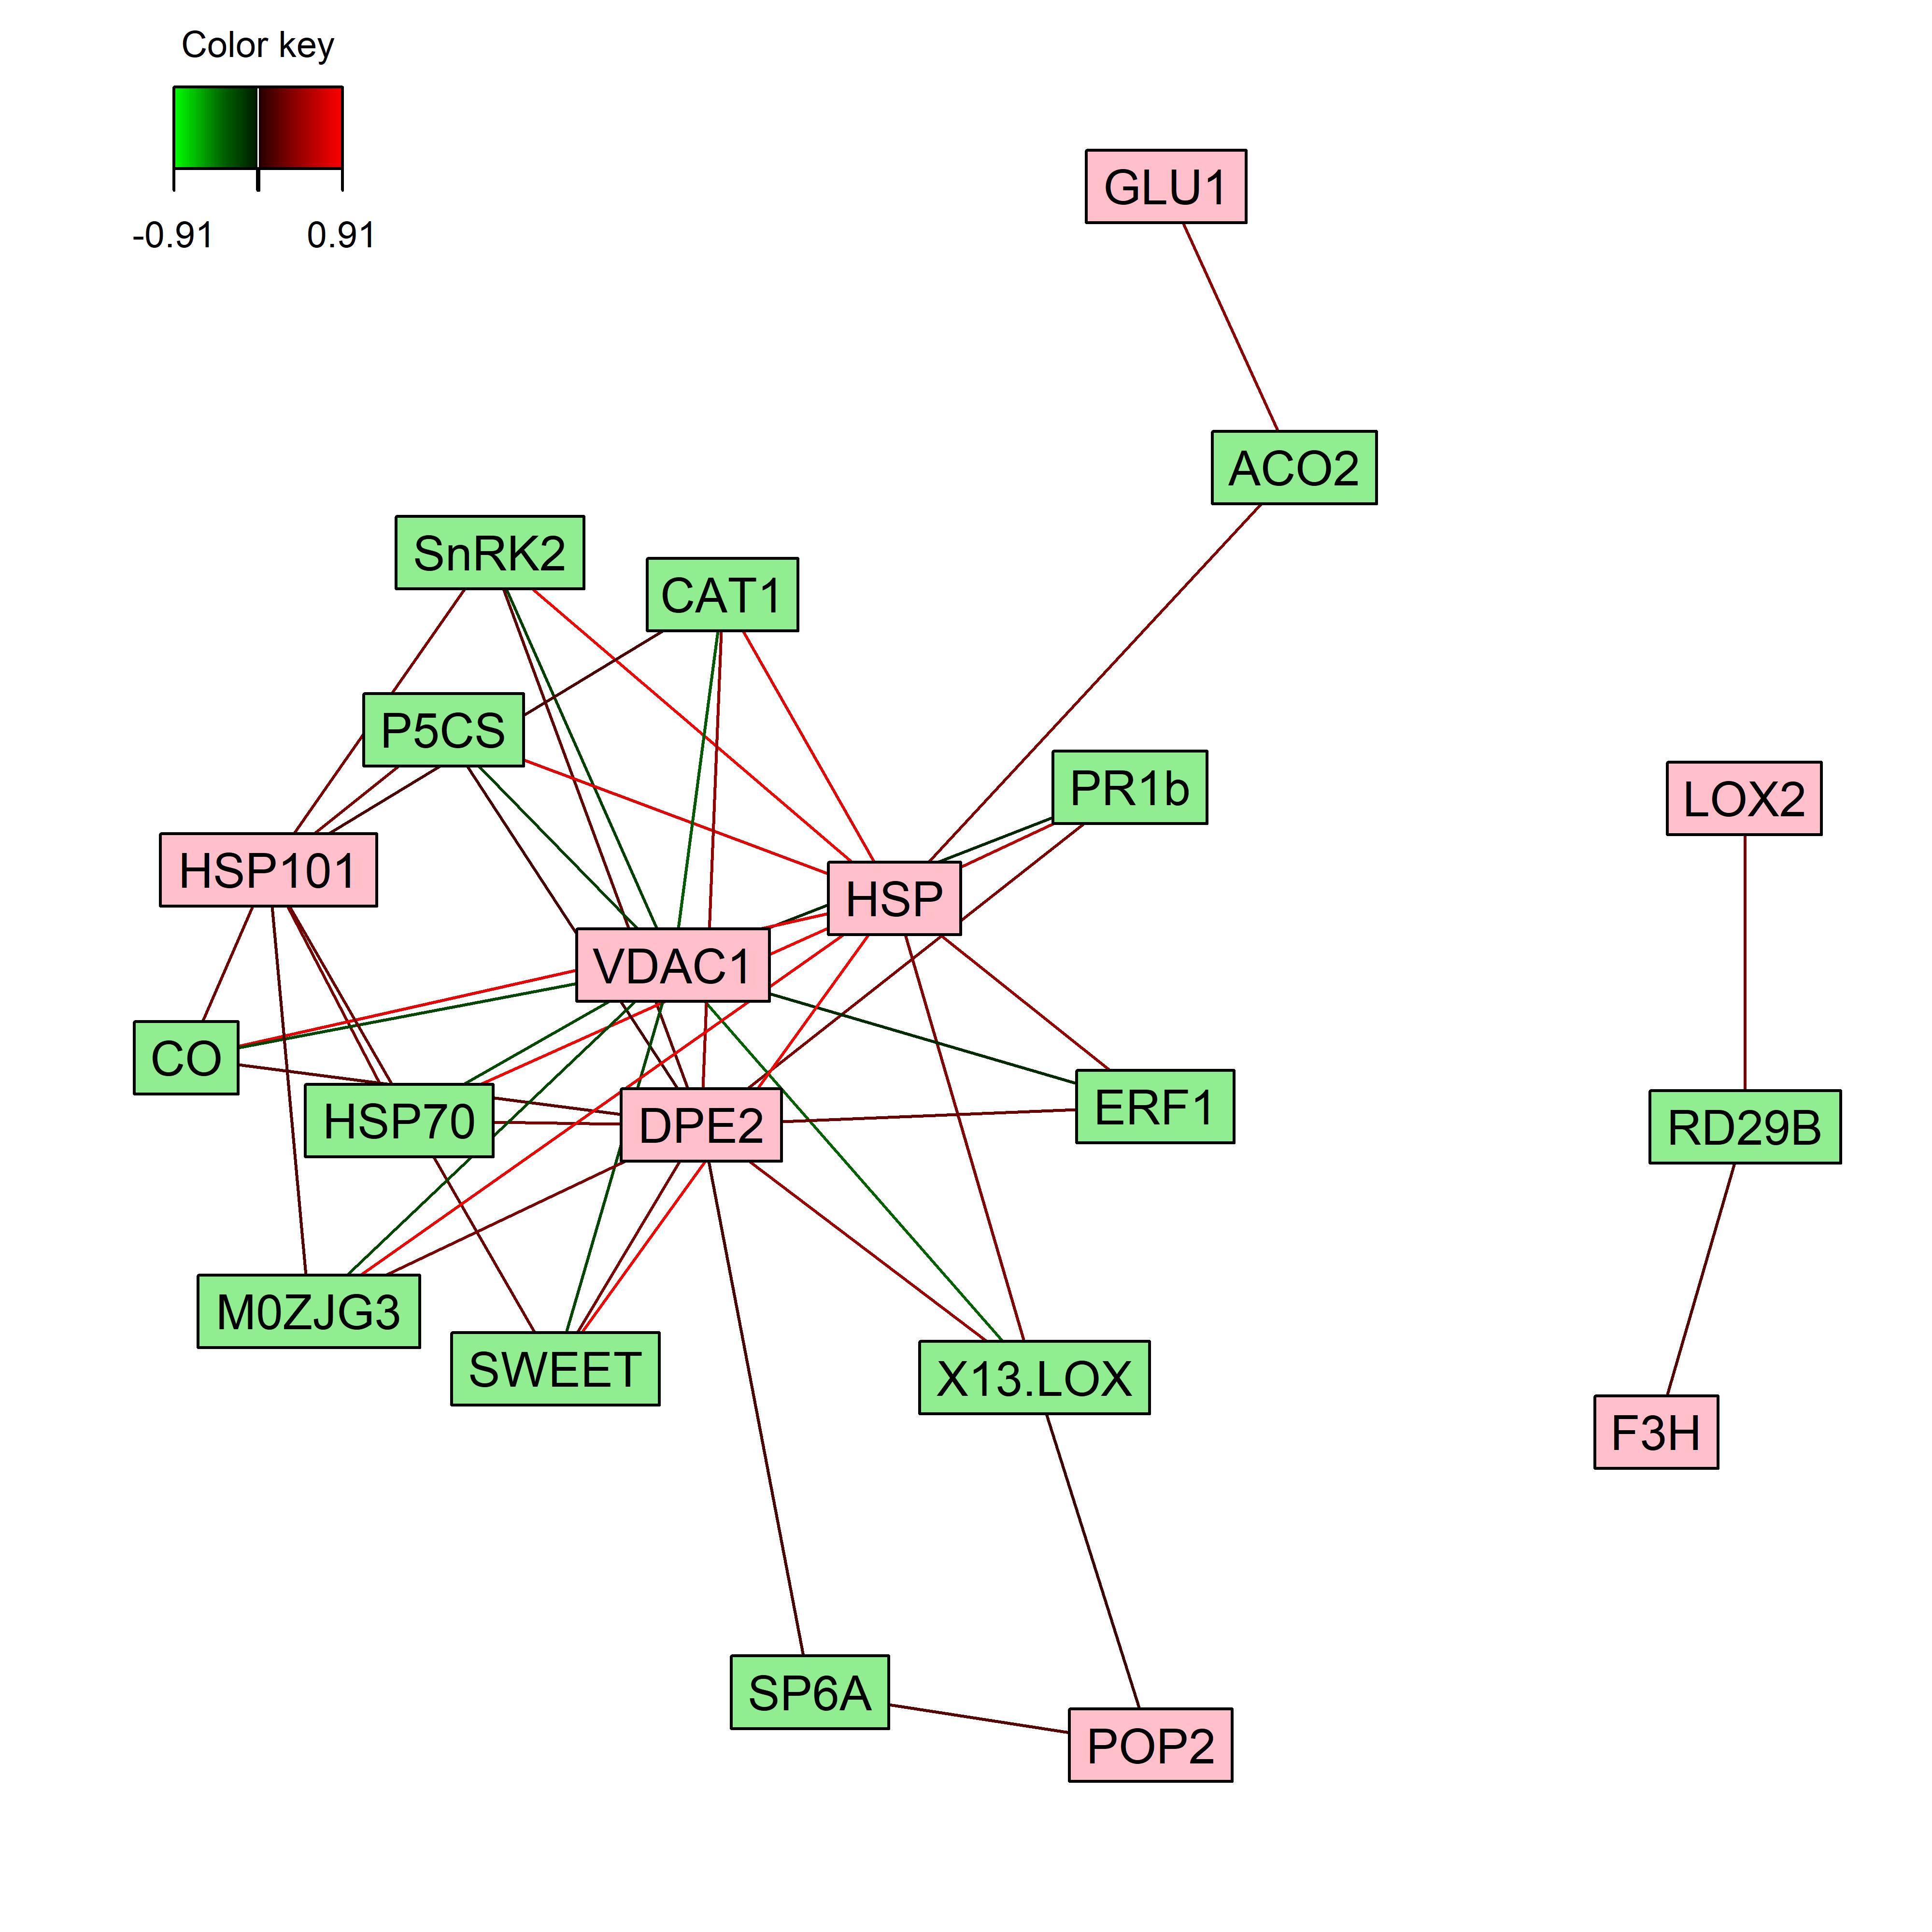 Color key
-0.91 0.91
GLU1
ACO2
SnRK2
CAT1
P5CS
PR1b
LOX2
HSP101
HSP
VDAC1
CO
HSP70
DPE2
ERF1
RD29B
M0ZJG3
SWEET
X13.LOX
F3H
SP6A
POP2